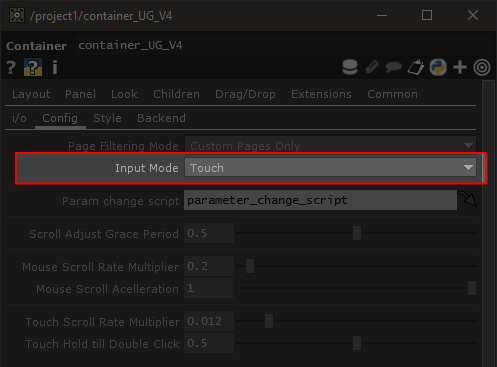 /project1/container_UG_V4
Container container_UG_V4
? ? i
Layout Panel Look Children Drag/Drop Extensions Common
i/o Config Style Backend
Page Filtering Mode Custom Pages Only
Input Mode Touch
Param change script parameter_change_script
Scroll Adjust Grace Period 0.5
Mouse Scroll Rate Multiplier 0.2
Mouse Scroll Acelleration 1
Touch Scroll Rate Multiplier 0.012
Touch Hold till Double Click 0.5